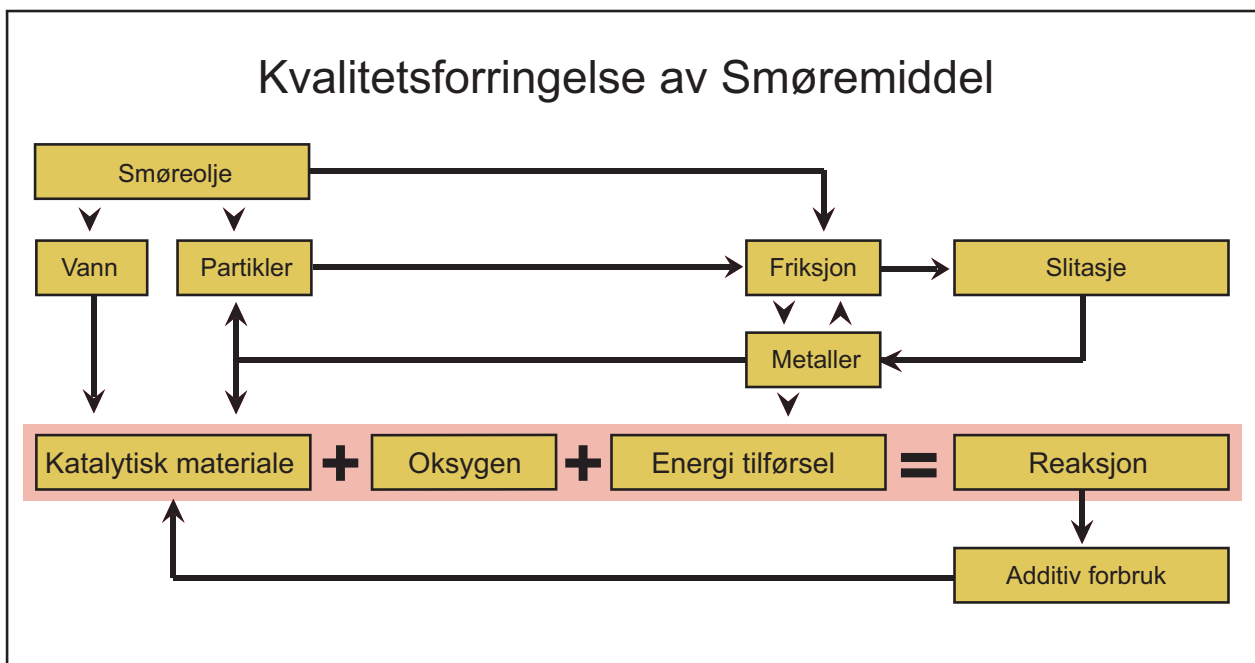 Kvalitetsforringelse av Smøremiddel
Smøreolje
Vann
Partikler
Friksjon
Slitasje
Metaller
Katalytisk materiale + Oksygen + Energi tilførsel = Reaksjon
Additiv forbruk